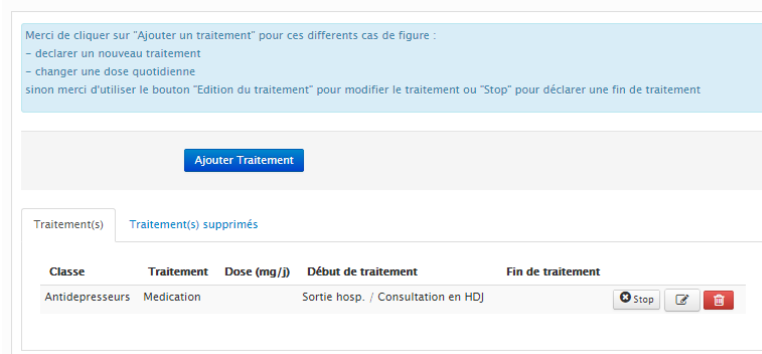 Merci de cliquer sur "Ajouter un traitement" pour ces differents cas de figure :
– declarer un nouveau traitement
– changer une dose quotidienne
sinon merci d'utiliser le bouton "Edition du traitement" pour modifier le traitement ou "Stop" pour déclarer une fin de traitement
Ajouter Traitement
Traitement(s) Traitement(s) supprimés
Classe Traitement Dose (mg/j) Début de traitement Fin de traitement
Antidepresseurs Medication Sortie hosp. / Consultation en HDJ Stop